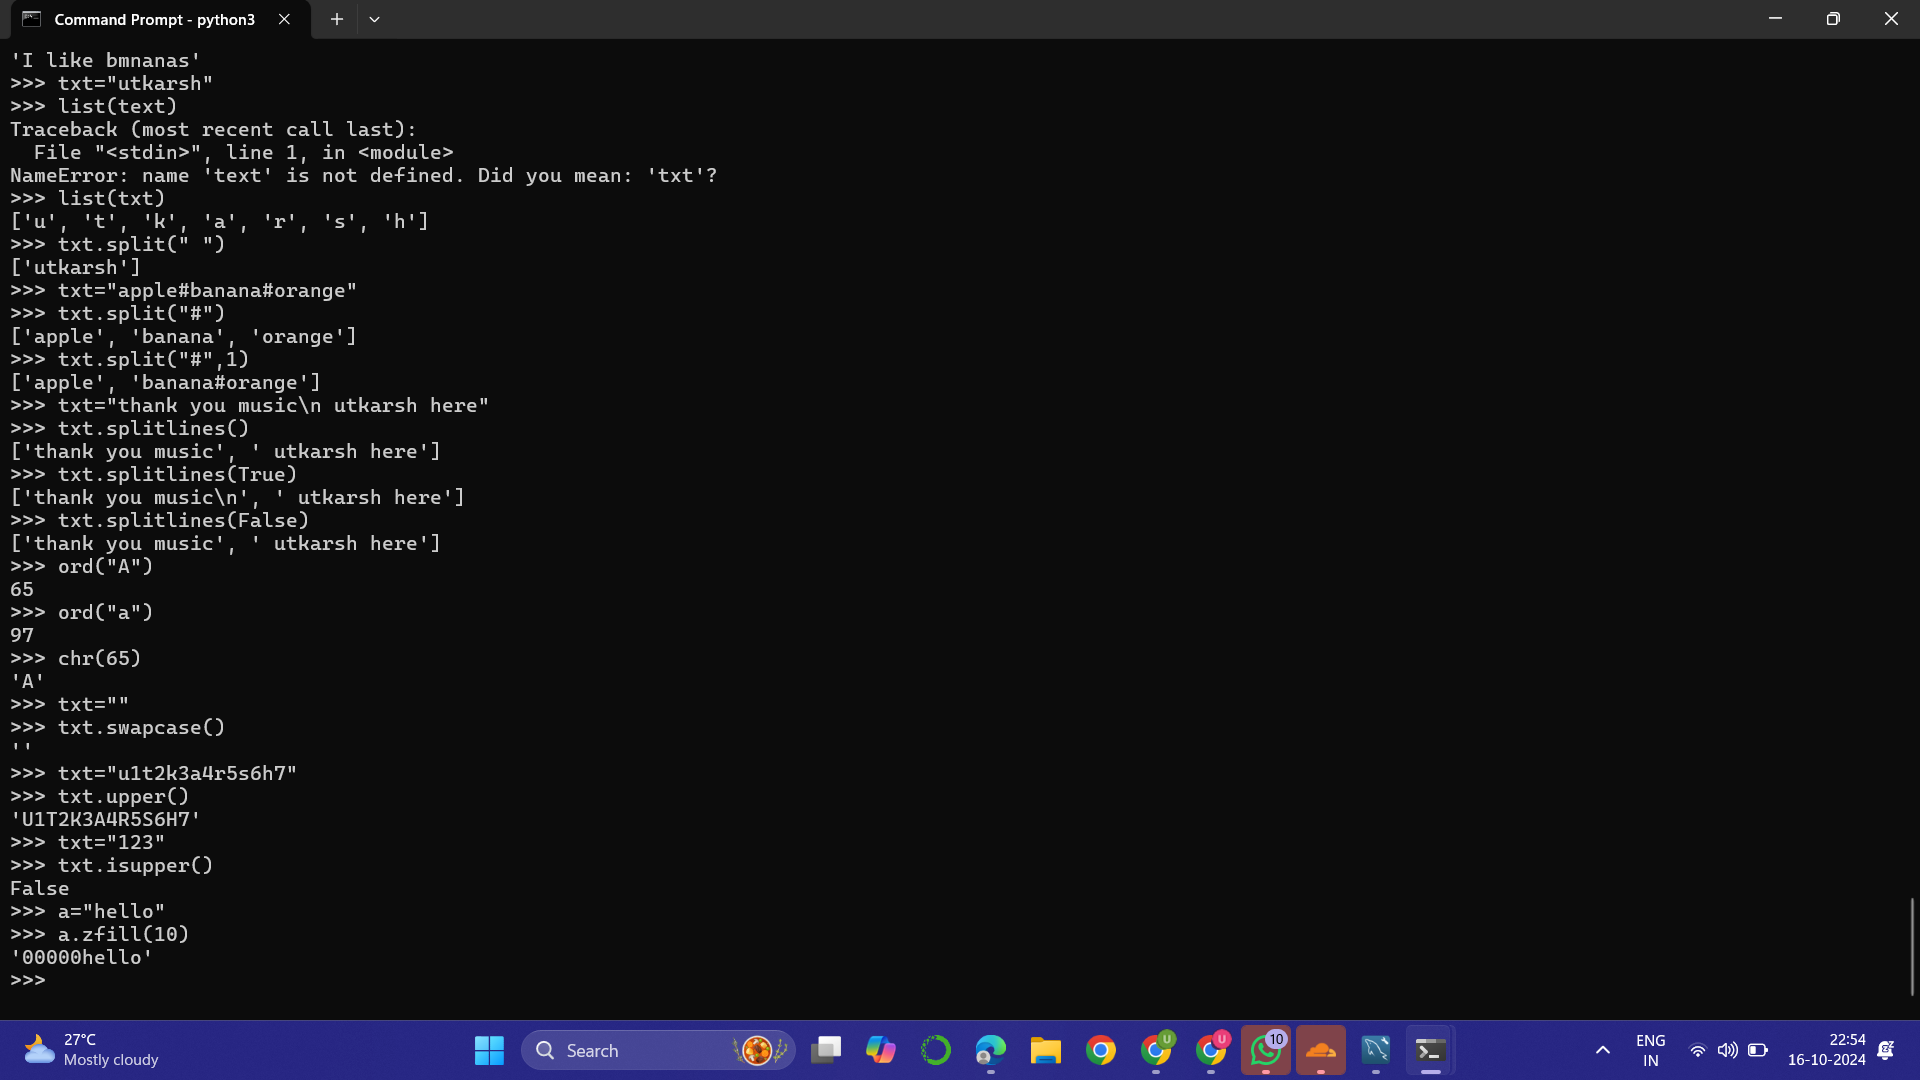 Command Prompt - python3
'I like bmnanas'
>>> txt="utkarsh"
>>> list(text)
Traceback (most recent call last):
  File "<stdin>", line 1, in <module>
NameError: name 'text' is not defined. Did you mean: 'txt'?
>>> list(txt)
['u', 't', 'k', 'a', 'r', 's', 'h']
>>> txt.split(" ")
['utkarsh']
>>> txt="apple#banana#orange"
>>> txt.split("#")
['apple', 'banana', 'orange']
>>> txt.split("#",1)
['apple', 'banana#orange']
>>> txt="thank you music\n utkarsh here"
>>> txt.splitlines()
['thank you music', ' utkarsh here']
>>> txt.splitlines(True)
['thank you music\n', ' utkarsh here']
>>> txt.splitlines(False)
['thank you music', ' utkarsh here']
>>> ord("A")
65
>>> ord("a")
97
>>> chr(65)
'A'
>>> txt=""
>>> txt.swapcase()
''
>>> txt="u1t2k3a4r5s6h7"
>>> txt.upper()
'U1T2K3A4R5S6H7'
>>> txt="123"
>>> txt.isupper()
False
>>> a="hello"
>>> a.zfill(10)
'00000hello'
>>>
27°C
Mostly cloudy
Search
U
U
10
ENG
IN
22:54
16-10-2024